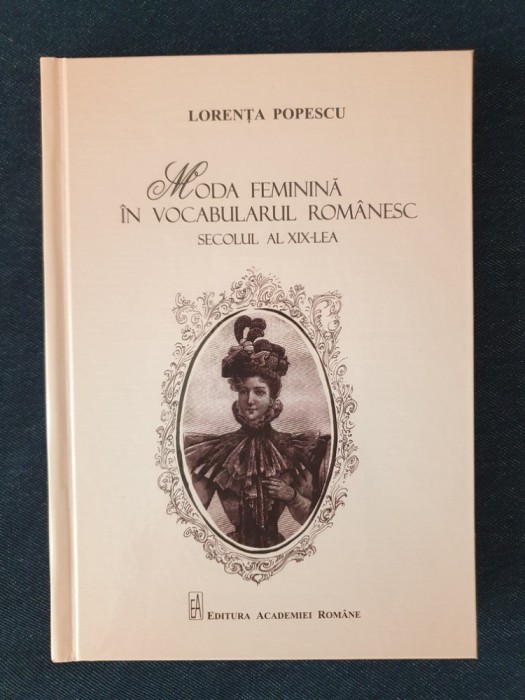 LORENȚA POPESCU
MODA FEMININĂ
ÎN VOCABULARUL ROMÂNESC
SECOLUL AL XIX-LEA
EA EDITURA ACADEMIEI ROMÂNE